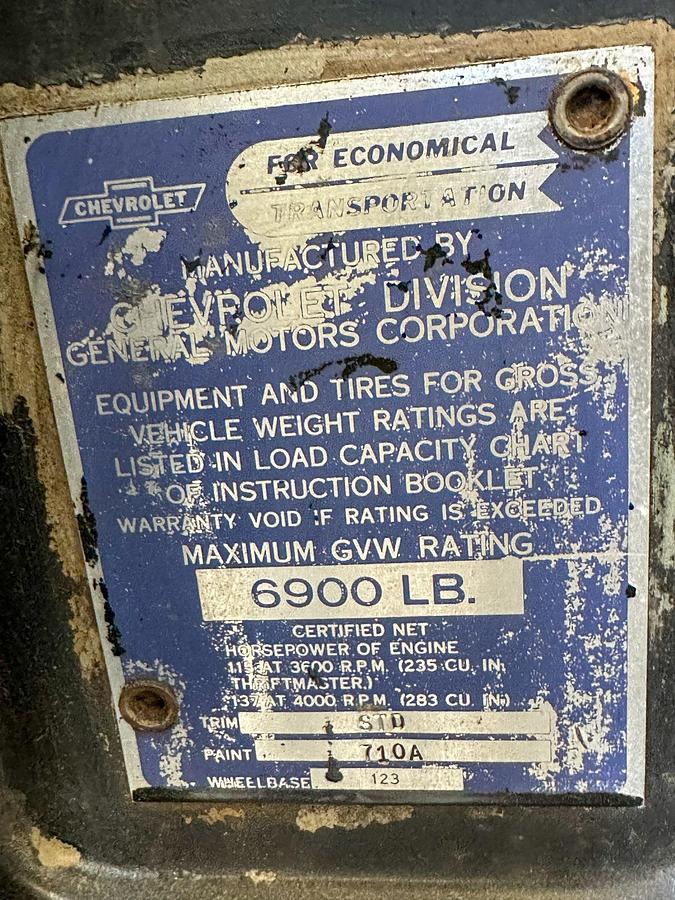 CHEVROLET
FOR ECONOMICAL
TRANSPORTATION
MANUFACTURED BY
CHEVROLET DIVISION
GENERAL MOTORS CORPORATION
EQUIPMENT AND TIRES FOR GROSS
VEHICLE WEIGHT RATINGS ARE
LISTED IN LOAD CAPACITY CHART
OF INSTRUCTION BOOKLET
WARRANTY VOID IF RATING IS EXCEEDED
MAXIMUM GVW RATING
6900 LB.
CERTIFIED NET
HORSEPOWER OF ENGINE
115 AT 3600 R.P.M. (235 CU. IN.
THRIFTMASTER)
137 AT 4000 R.P.M. (283 CU. IN.)
TRIM STD
PAINT 710A
WHEELBASE 123